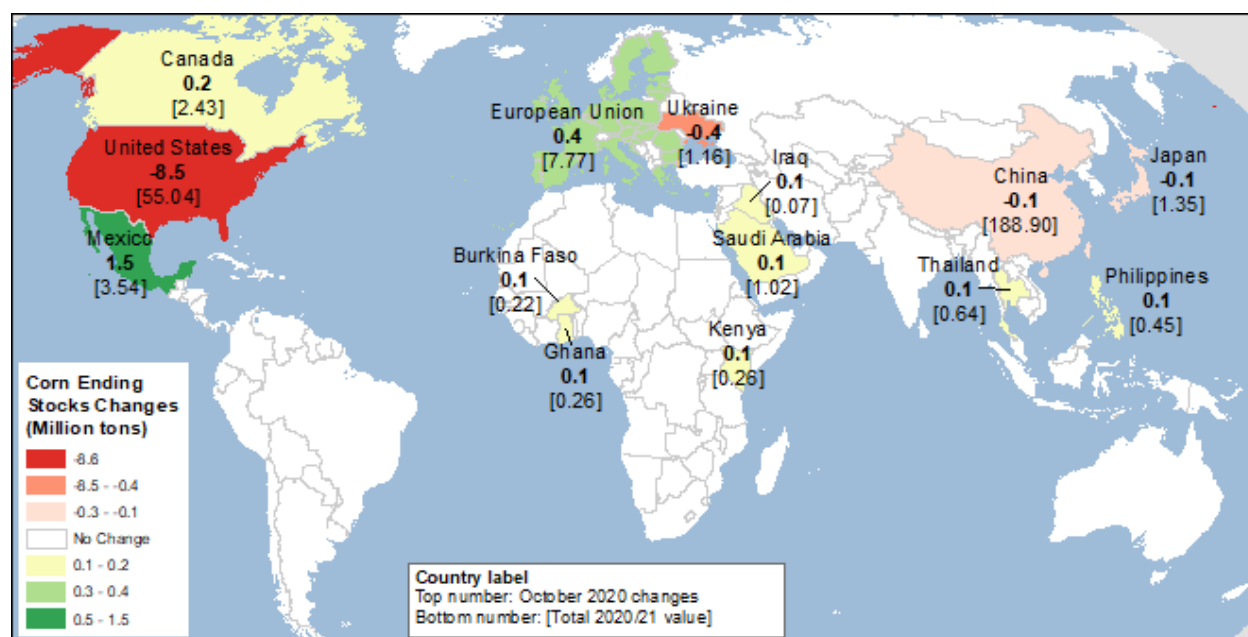 Canada
0.2
[2.43]
United States
-8.5
[55.04]
Mexico
1.5
[3.54]
European Union
0.4
[7.77]
Ukraine
-0.4
[1.16]
Iraq
0.1
[0.07]
Saudi Arabia
0.1
[1.02]
Burkina Faso
0.1
[0.22]
Ghana
0.1
[0.26]
Kenya
0.1
[0.26]
China
-0.1
[188.90]
Japan
-0.1
[1.35]
Thailand
0.1
[0.64]
Philippines
0.1
[0.45]
Corn Ending
Stocks Changes
(Million tons)
-8.6
-8.5 - -0.4
-0.3 - -0.1
No Change
0.1 - 0.2
0.3 - 0.4
0.5 - 1.5
Country label
Top number: October 2020 changes
Bottom number: [Total 2020/21 value]